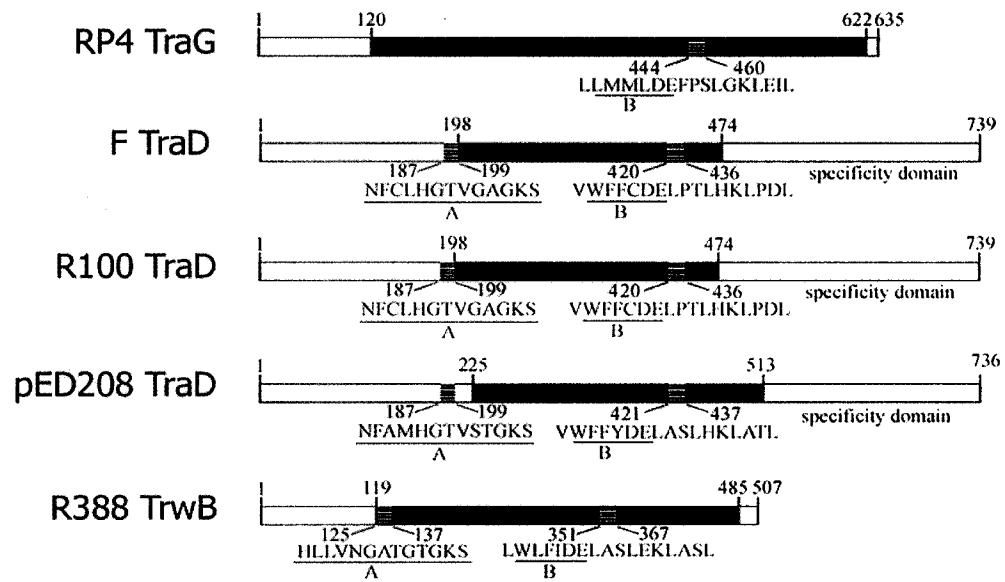 1 120 622 635
RP4 TraG
444 460
LLMMLDEFPSLGKLEIL
B
1 198 474 739
F TraD
187 199 420 436 specificity domain
NFCLHGTVGAGKS VWFFCDELPTLHKLPDL
A B
1 198 474 739
R100 TraD
187 199 420 436 specificity domain
NFCLHGTVGAGKS VWFFCDELPTLHKLPDL
A B
1 225 513 736
pED208 TraD
187 199 421 437 specificity domain
NFAMHGTVSTGKS VWFFYDELASLHKLATL
A B
1 119 485 507
R388 TrwB
125 137 351 367
HLLVNGATGTGKS LWLFIDELASLEKLASL
A B